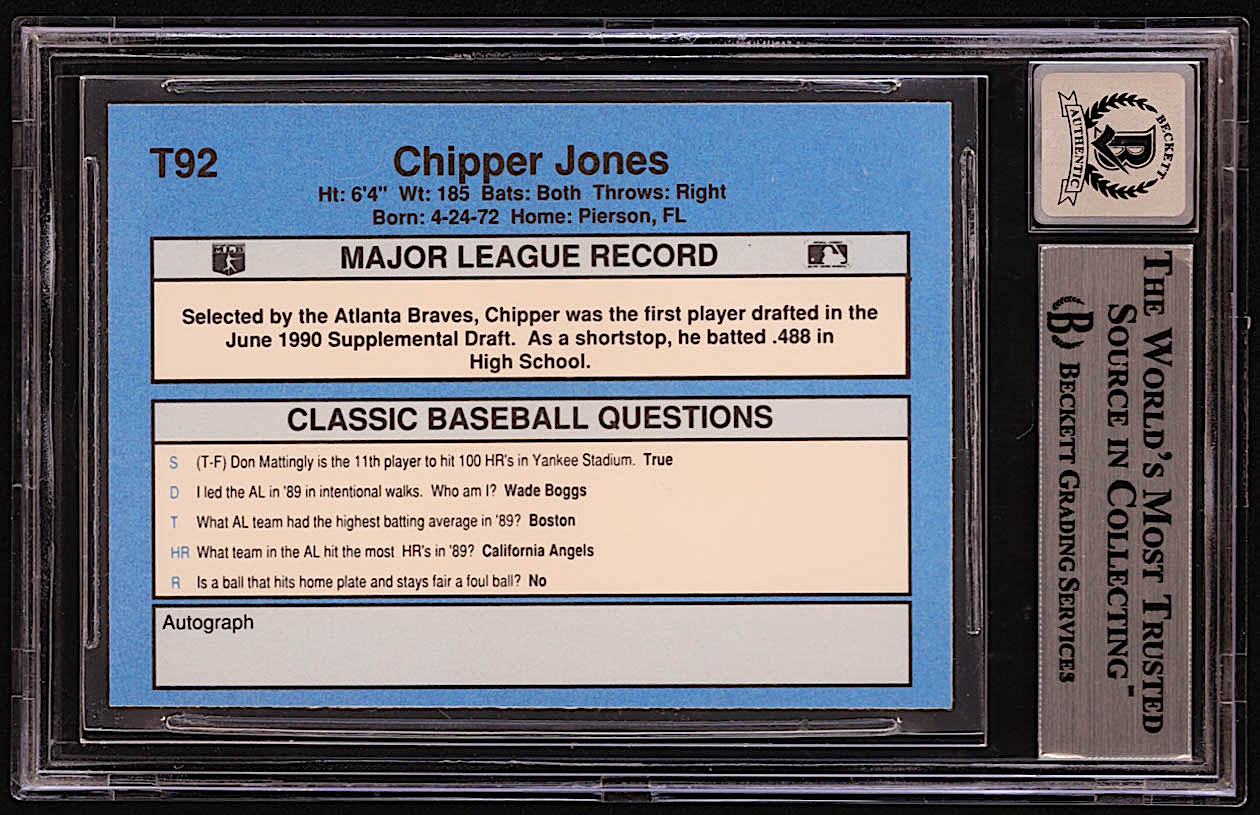 T92
Chipper Jones
Ht: 6'4" Wt: 185 Bats: Both Throws: Right
Born: 4-24-72 Home: Pierson, FL
MAJOR LEAGUE RECORD
Selected by the Atlanta Braves, Chipper was the first player drafted in the
June 1990 Supplemental Draft. As a shortstop, he batted .488 in
High School.
CLASSIC BASEBALL QUESTIONS
S (T-F) Don Mattingly is the 11th player to hit 100 HR's in Yankee Stadium. True
D I led the AL in '89 in intentional walks. Who am I? Wade Boggs
T What AL team had the highest batting average in '89? Boston
HR What team in the AL hit the most HR's in '89? California Angels
R Is a ball that hits home plate and stays fair a foul ball? No
Autograph
BECKETT
B
AUTHENTIC
THE WORLD'S MOST TRUSTED
SOURCE IN COLLECTING™
B BECKETT GRADING SERVICES